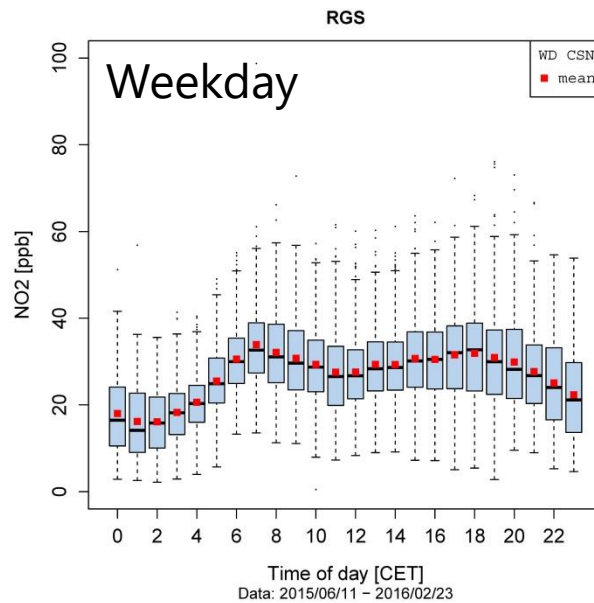 RGS
Weekday
WD CSN
mean
NO2 [ppb]
100
80
60
40
20
0
0 2 4 6 8 10 12 14 16 18 20 22
Time of day [CET]
Data: 2015/06/11 − 2016/02/23